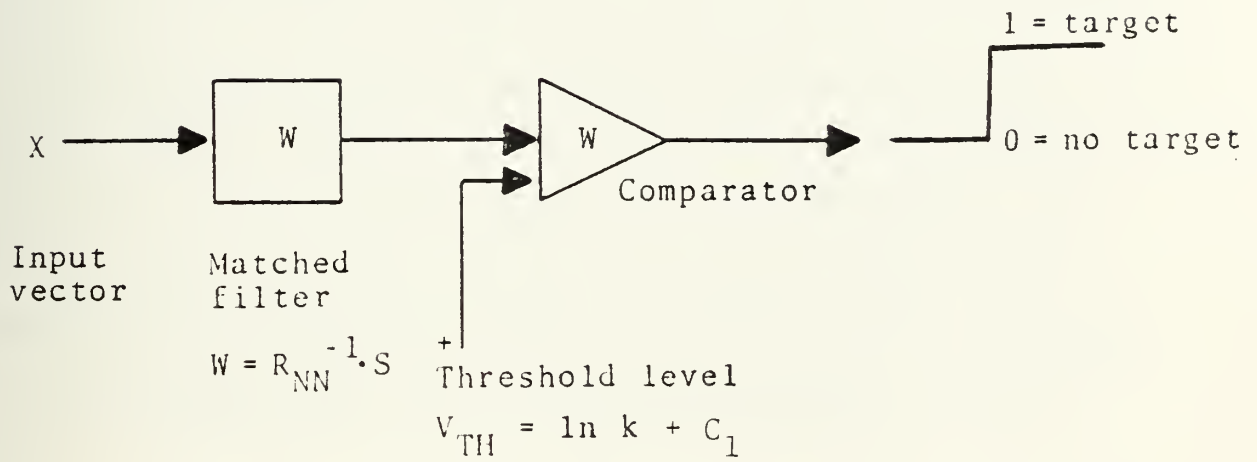 1 = target
X
W
W
0 = no target
Comparator
Input
vector
Matched
filter
W = R_NN^-1·S
+
Threshold level
V_TH = ln k + C_1